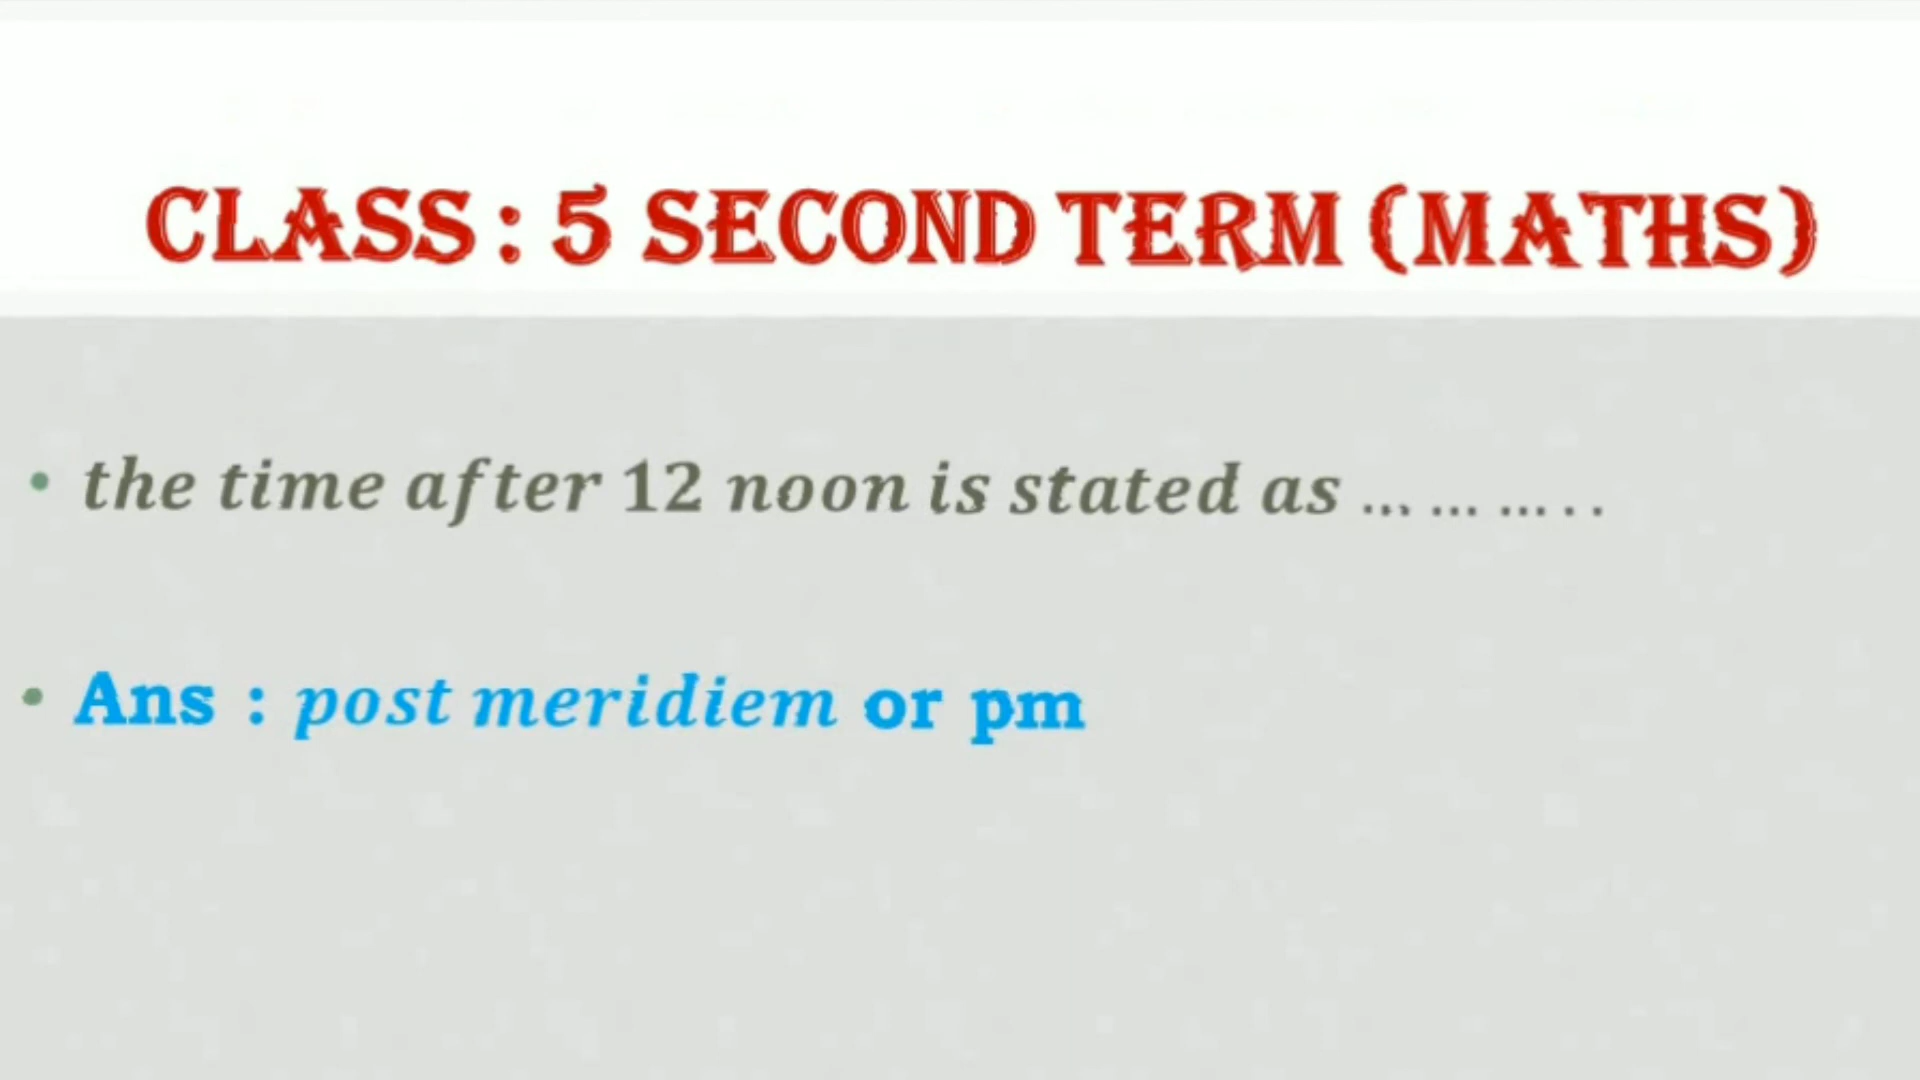 CLASS : 5 SECOND TERM (MATHS)
• the time after 12 noon is stated as ... ... ... . .
• Ans : post meridiem or pm